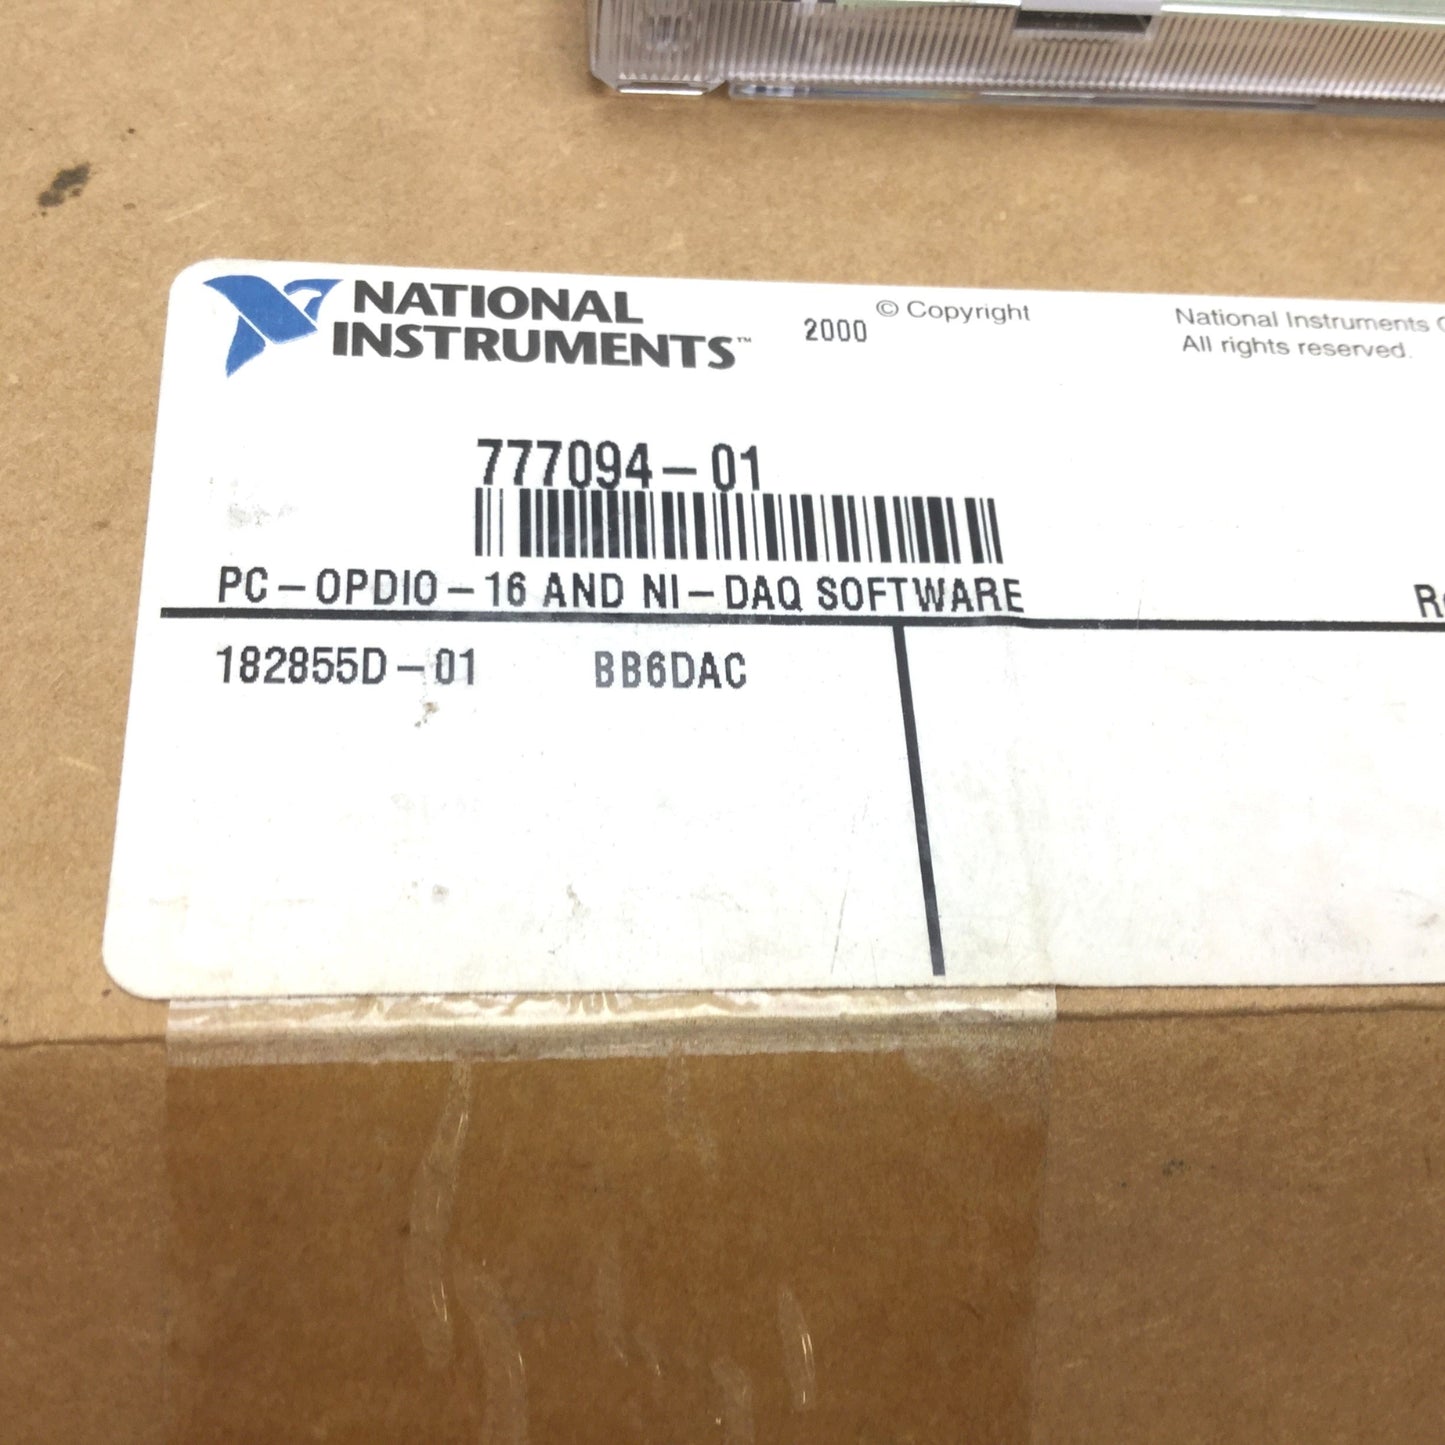 NATIONAL
INSTRUMENTS™
2000 © Copyright
National Instruments
All rights reserved.
777094-01
PC-OPDIO-16 AND NI-DAQ SOFTWARE
182855D-01 BB6DAC